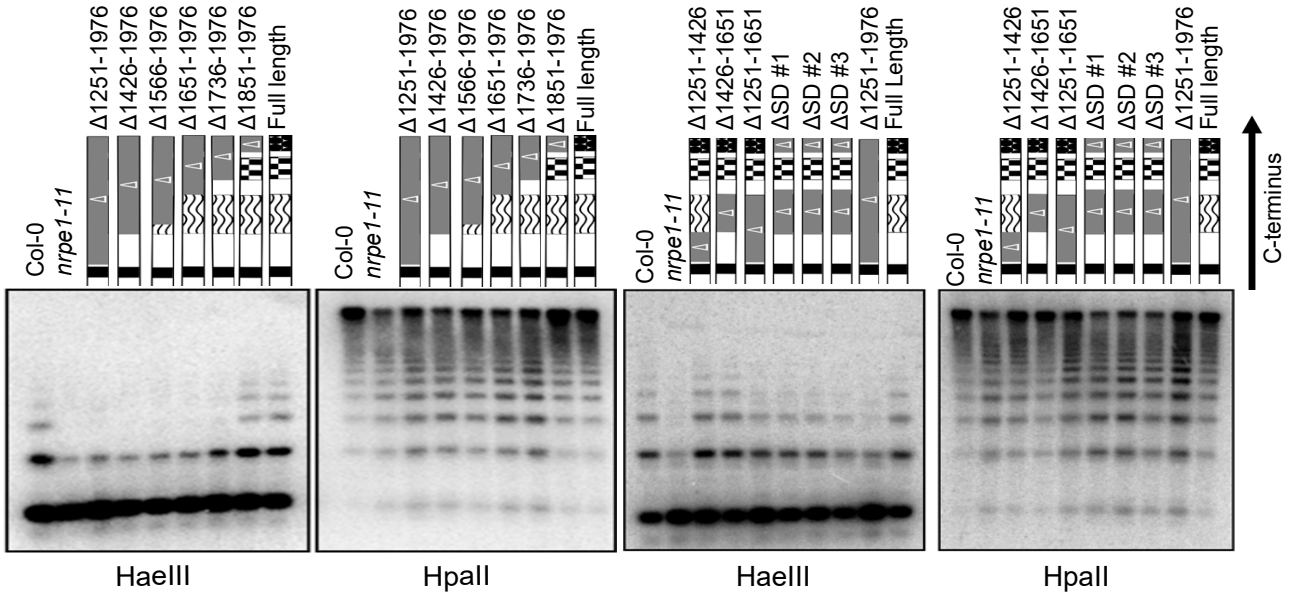 Col-0
nrpe1-11
Δ1251-1976
Δ1426-1976
Δ1566-1976
Δ1651-1976
Δ1736-1976
Δ1851-1976
Full length
HaeIII
Col-0
nrpe1-11
Δ1251-1976
Δ1426-1976
Δ1566-1976
Δ1651-1976
Δ1736-1976
Δ1851-1976
Full length
HpaII
Col-0
nrpe1-11
Δ1251-1426
Δ1426-1651
Δ1251-1651
ΔSD #1
ΔSD #2
ΔSD #3
Δ1251-1976
Full Length
HaeIII
Col-0
nrpe1-11
Δ1251-1426
Δ1426-1651
Δ1251-1651
ΔSD #1
ΔSD #2
ΔSD #3
Δ1251-1976
Full length
HpaII
C-terminus